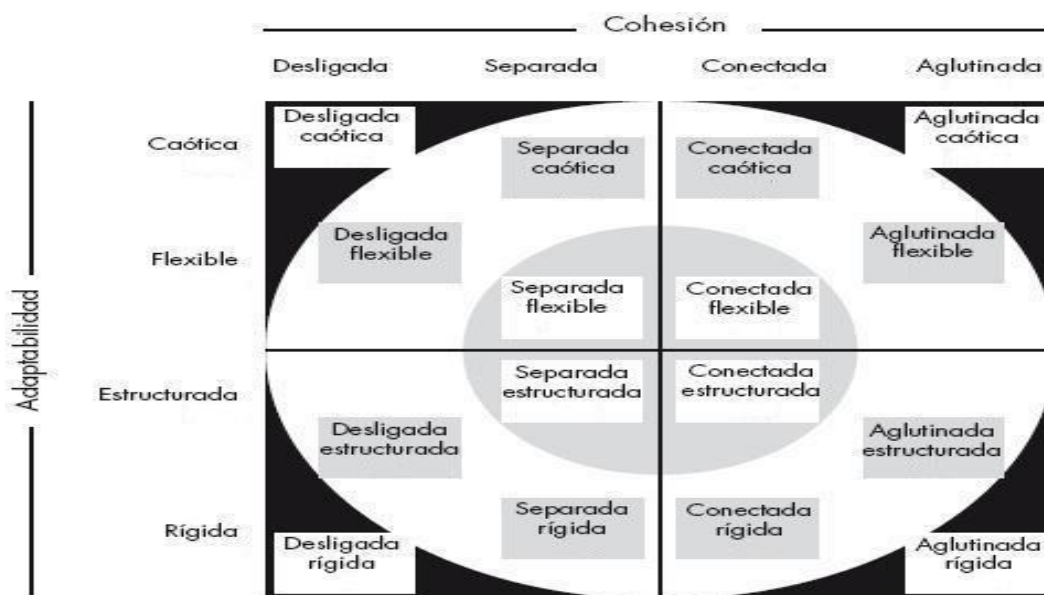 Cohesión
Desligada Separada Conectada Aglutinada
Adaptabilidad
Caótica
Desligada
caótica
Separada
caótica
Conectada
caótica
Aglutinada
caótica
Flexible
Desligada
flexible
Separada
flexible
Conectada
flexible
Aglutinada
flexible
Estructurada
Separada
estructurada
Conectada
estructurada
Desligada
estructurada
Aglutinada
estructurada
Rígida
Desligada
rígida
Separada
rígida
Conectada
rígida
Aglutinada
rígida